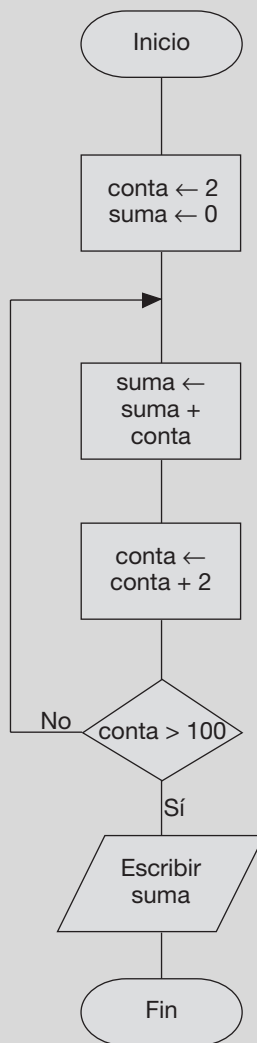 Inicio
conta ← 2
suma ← 0
suma ←
suma +
conta
conta ←
conta + 2
No
conta > 100
Sí
Escribir
suma
Fin